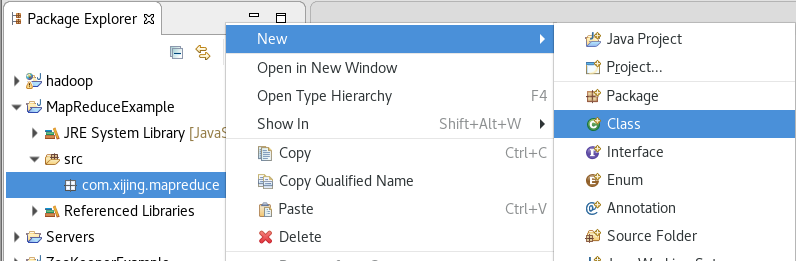 Package Explorer
hadoop
MapReduceExample
JRE System Library [JavaS
src
com.xijing.mapreduce
Referenced Libraries
Servers
New
Open in New Window
Open Type Hierarchy F4
Show In Shift+Alt+W
Copy Ctrl+C
Copy Qualified Name
Paste Ctrl+V
Delete
Java Project
Project...
Package
Class
Interface
Enum
Annotation
Source Folder